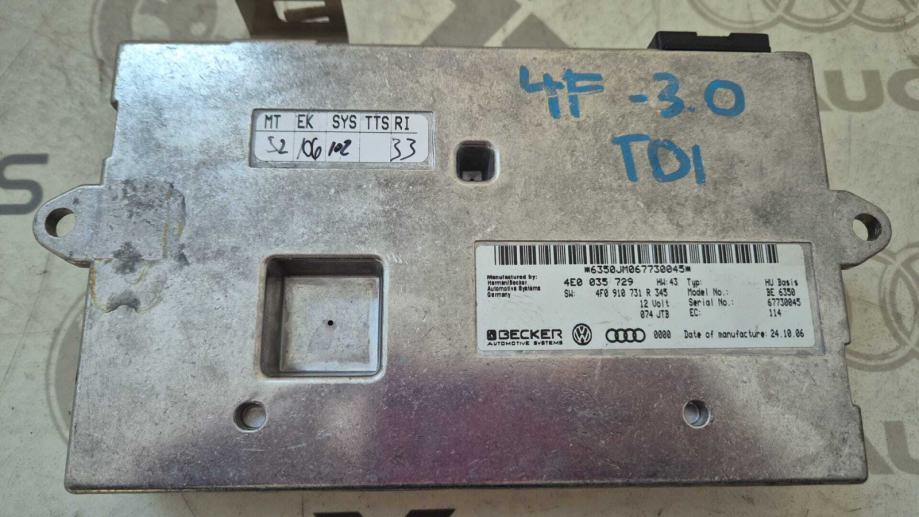 4F -3.0
TDI
MT EK SYS TTS RI
52 106 102 33
*6350JM067730045*
Manufactured by:
Harman/Becker
Automotive Systems
Germany
4E0 035 729 HW: 43
SW: 4F0 910 731 R 345
12 Volt
074 JTB
Typ: HU Basis
Model No.: BE 6350
Serial No.: 67730045
EC: 114
BECKER
AUTOMOTIVE SYSTEMS
0000 Date of manufacture: 24.10.06